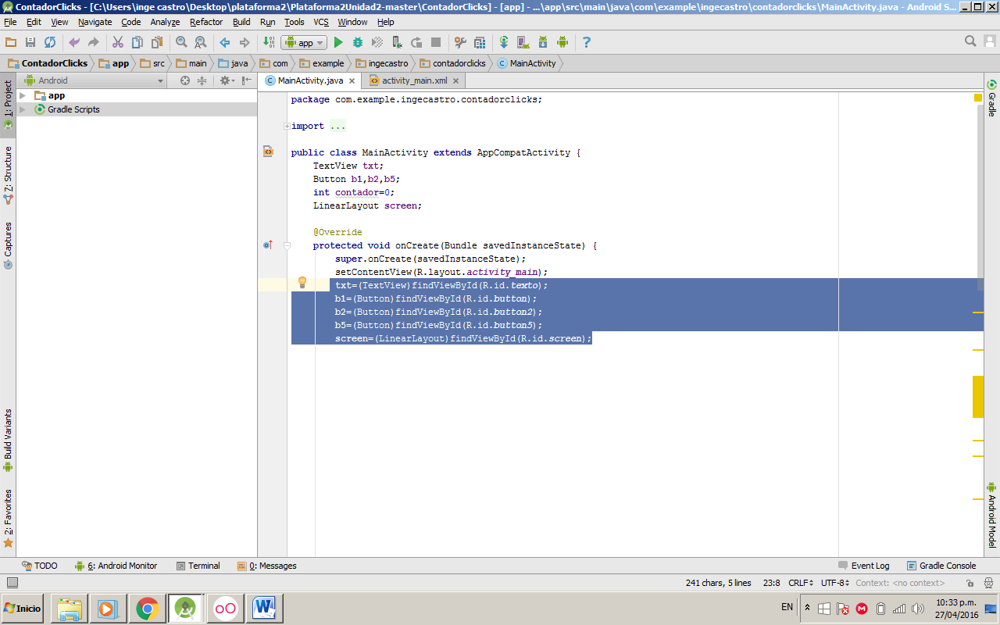 ContadorClicks - [C:\Users\inge castro\Desktop\plataforma2\Plataforma2Unidad2-master\ContadorClicks] - [app] - ...\app\src\main\java\com\example\ingecastro\contadorclicks\MainActivity.java - Android S...
File Edit View Navigate Code Analyze Refactor Build Run Tools VCS Window Help
app
ContadorClicks app src main java com example ingecastro contadorclicks MainActivity
Android
MainActivity.java activity_main.xml
app
Gradle Scripts
1: Project
7: Structure
Captures
Build Variants
2: Favorites
package com.example.ingecastro.contadorclicks;
import ...
public class MainActivity extends AppCompatActivity {
TextView txt;
Button b1,b2,b5;
int contador=0;
LinearLayout screen;
@Override
protected void onCreate(Bundle savedInstanceState) {
super.onCreate(savedInstanceState);
setContentView(R.layout.activity_main);
txt=(TextView)findViewById(R.id.texto);
b1=(Button)findViewById(R.id.button);
b2=(Button)findViewById(R.id.button2);
b5=(Button)findViewById(R.id.button5);
screen=(LinearLayout)findViewById(R.id.screen);
Gradle
Android Model
TODO 6: Android Monitor Terminal 0: Messages Event Log Gradle Console
241 chars, 5 lines 23:8 CRLF UTF-8 Context: <no context>
Inicio EN 10:33 p.m.
27/04/2016